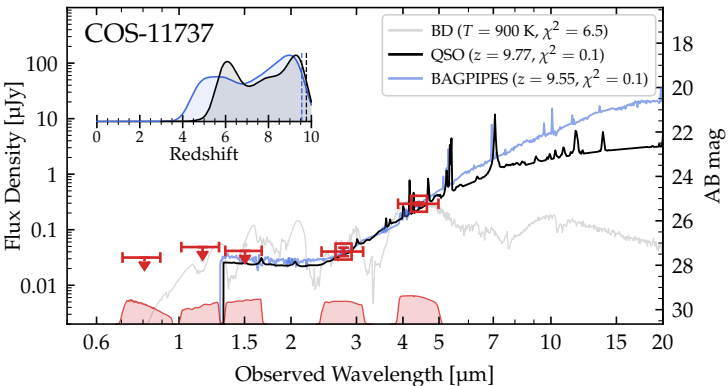 COS-11737
BD (T = 900 K, χ² = 6.5)
QSO (z = 9.77, χ² = 0.1)
BAGPIPES (z = 9.55, χ² = 0.1)
Flux Density [μJy]
100
10
1
0.1
0.01
0 2 4 6 8 10
Redshift
AB mag
18
20
22
24
26
28
30
0.6 1 2 3 4 5 7 10 15 20
Observed Wavelength [μm]